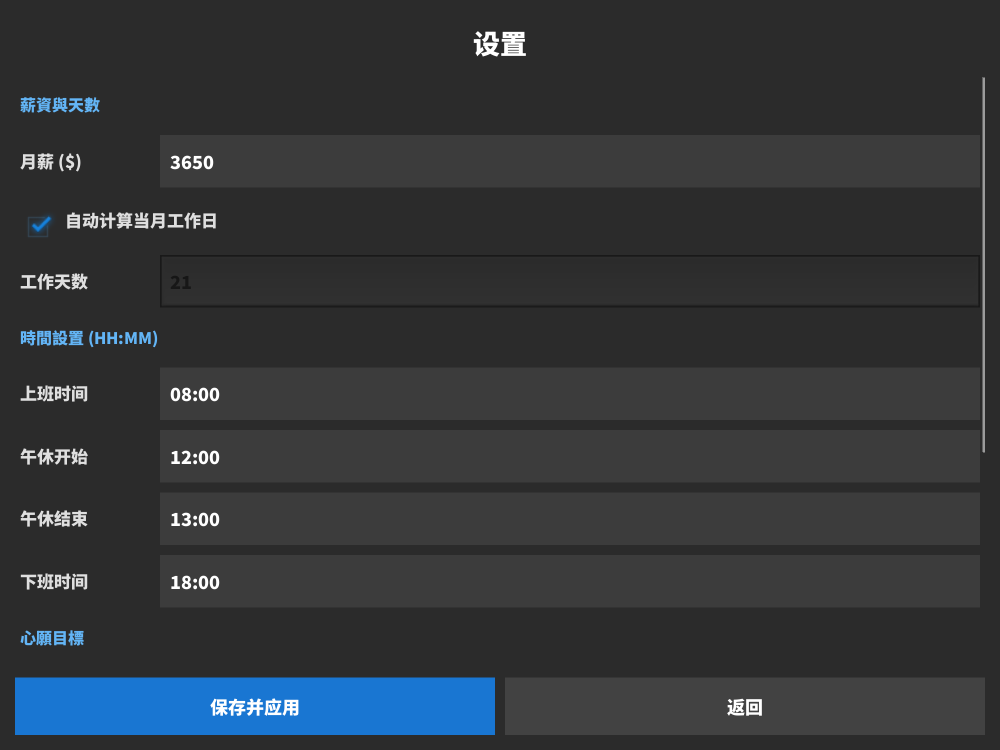 设置
薪資與天數
月薪 ($)
3650
自动计算当月工作日
工作天数
21
時間設置 (HH:MM)
上班时间
08:00
午休开始
12:00
午休结束
13:00
下班时间
18:00
心願目標
保存并应用
返回